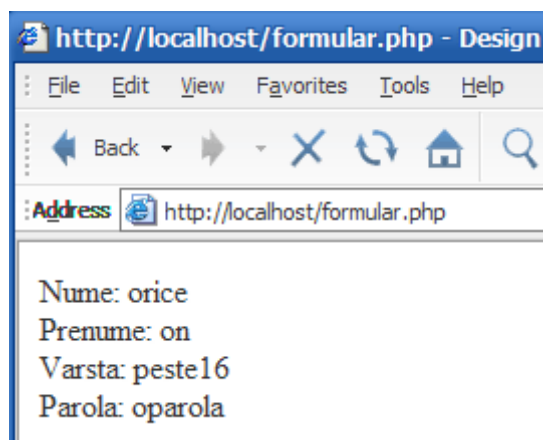 http://localhost/formular.php - Design
File Edit View Favorites Tools Help
Back
Address http://localhost/formular.php
Nume: orice
Prenume: on
Varsta: peste16
Parola: oparola